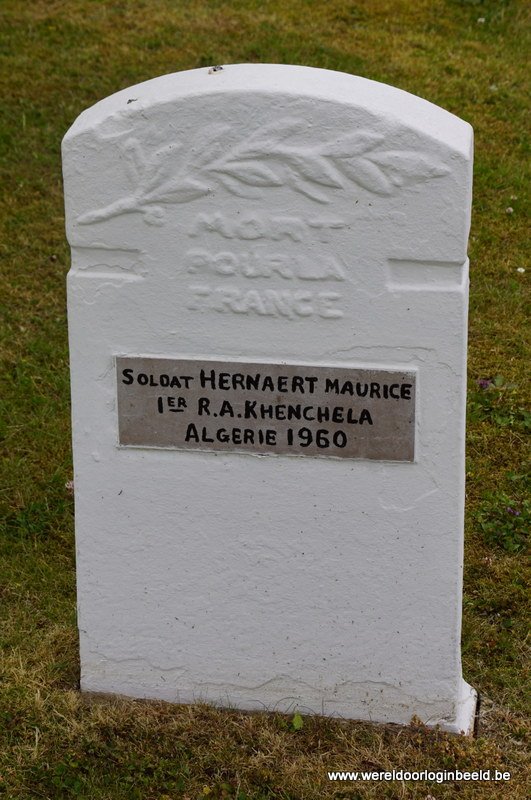 MORT
POUR LA
FRANCE
SOLDAT HERNAERT MAURICE
1ER R.A. KHENCHELA
ALGERIE 1960
www.wereldoorloginbeeld.be